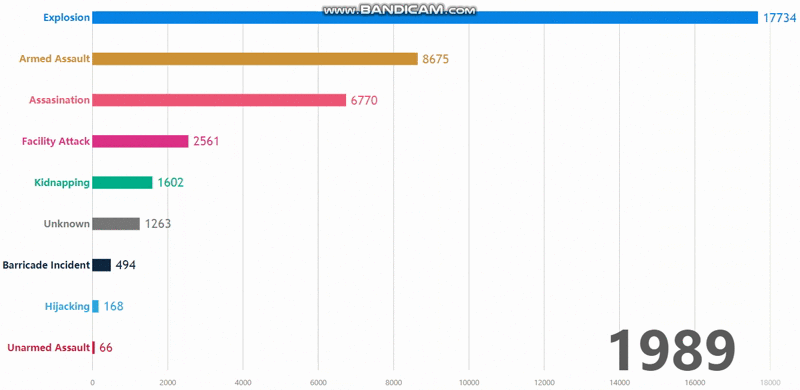 www.BANDICAM.com
Explosion 17734
Armed Assault 8675
Assasination 6770
Facility Attack 2561
Kidnapping 1602
Unknown 1263
Barricade Incident 494
Hijacking 168
Unarmed Assault 66
1989
0 2000 4000 6000 8000 10000 12000 14000 16000 18000